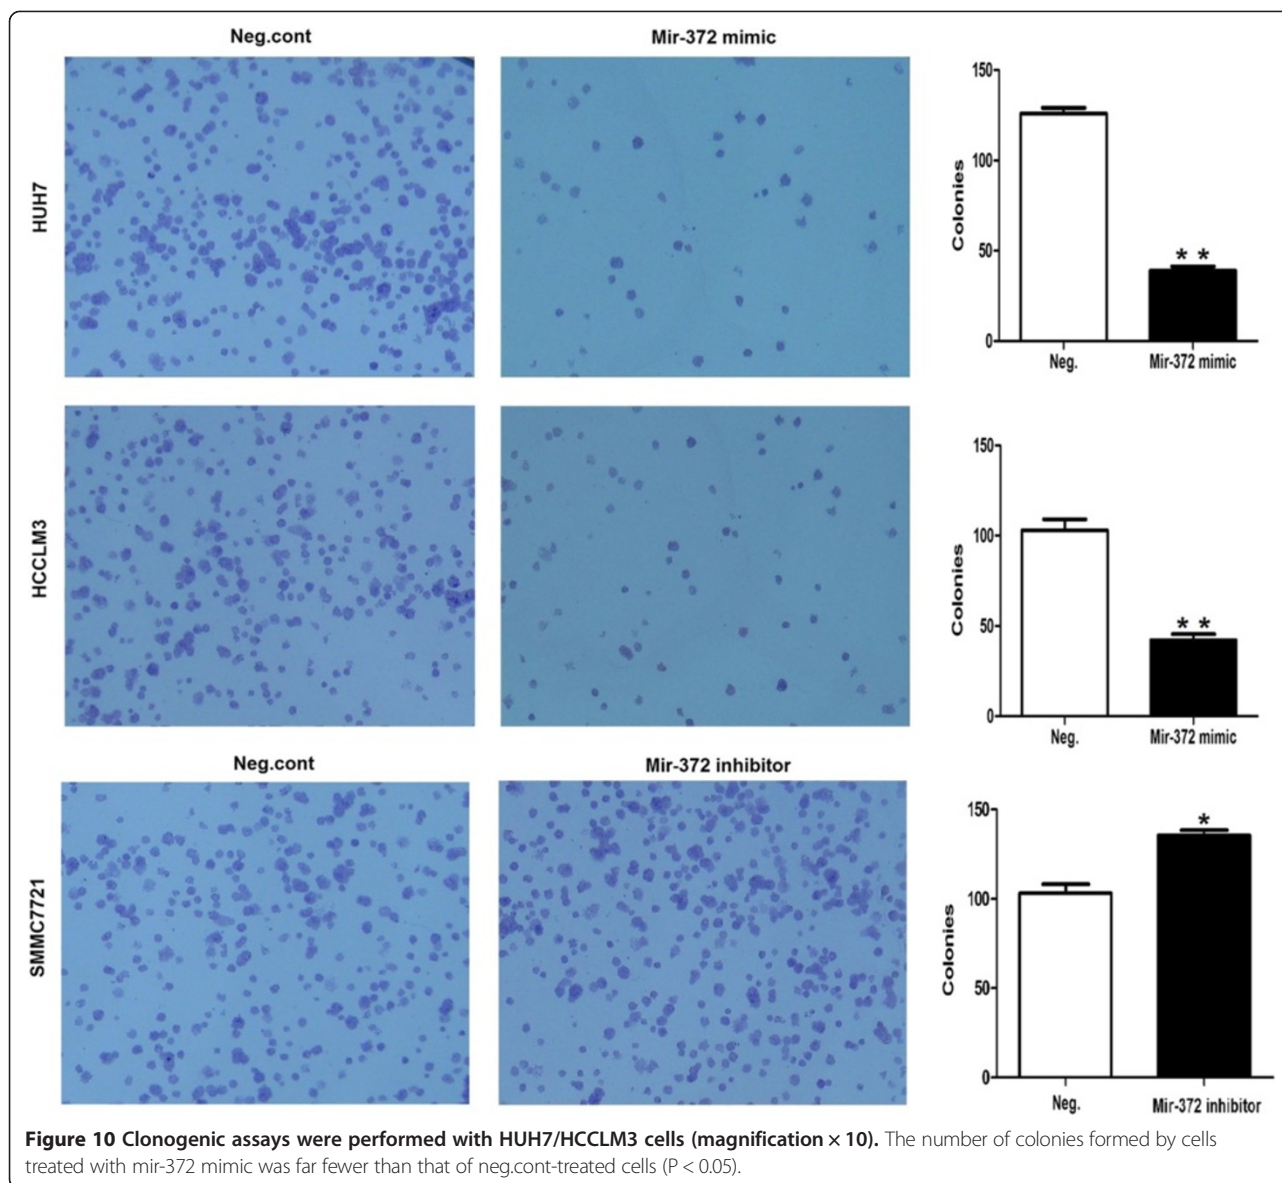 Neg.cont Mir-372 mimic
HUH7
150
100
50
0
Colonies
* *
Neg. Mir-372 mimic
HCCLM3
150
100
50
0
Colonies
* *
Neg. Mir-372 mimic
Neg.cont Mir-372 inhibitor
SMMC7721
150
100
50
0
Colonies
*
Neg. Mir-372 inhibitor
Figure 10 Clonogenic assays were performed with HUH7/HCCLM3 cells (magnification × 10). The number of colonies formed by cells
treated with mir-372 mimic was far fewer than that of neg.cont-treated cells (P < 0.05).